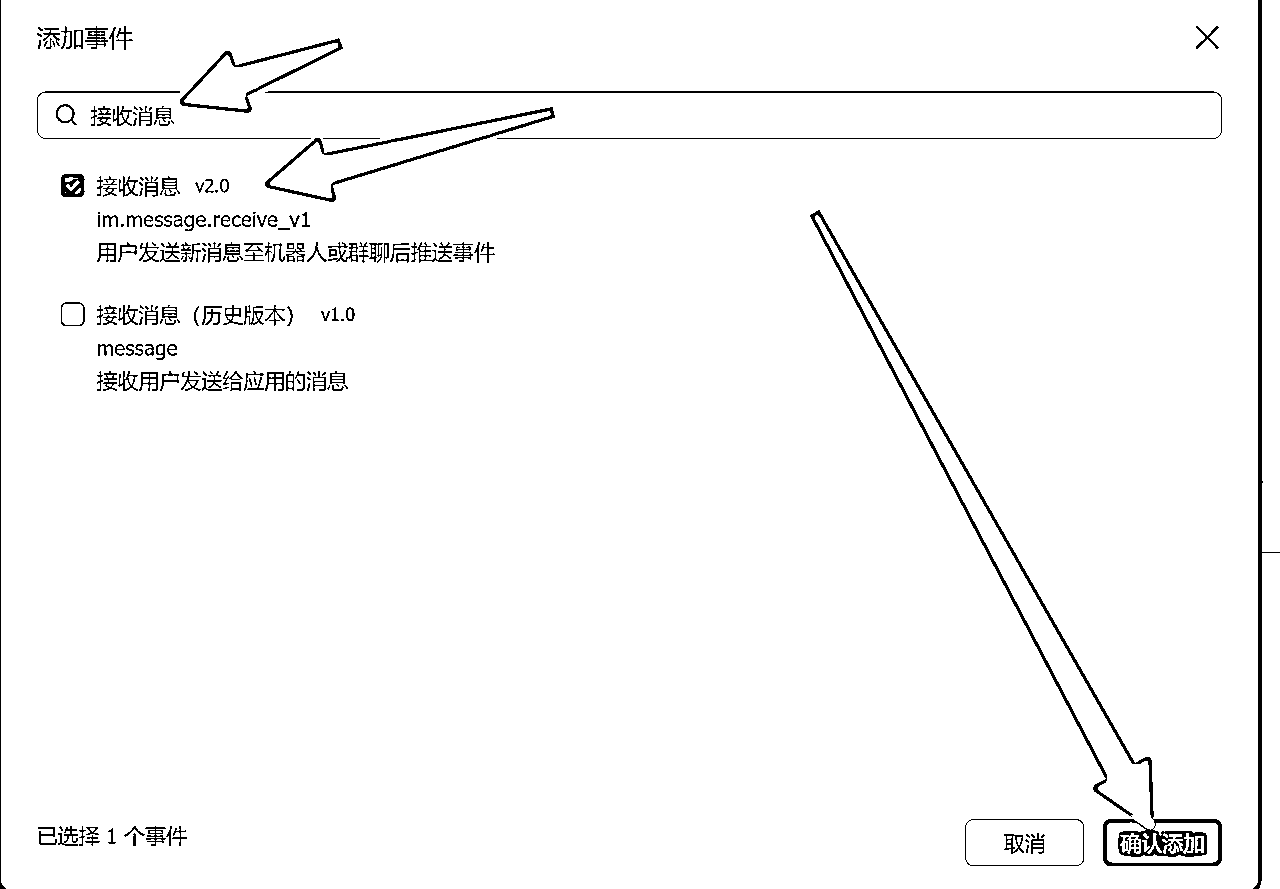 添加事件
接收消息
接收消息 v2.0
im.message.receive_v1
用户发送新消息至机器人或群聊后推送事件
接收消息（历史版本） v1.0
message
接收用户发送给应用的消息
已选择 1 个事件
取消
确认添加